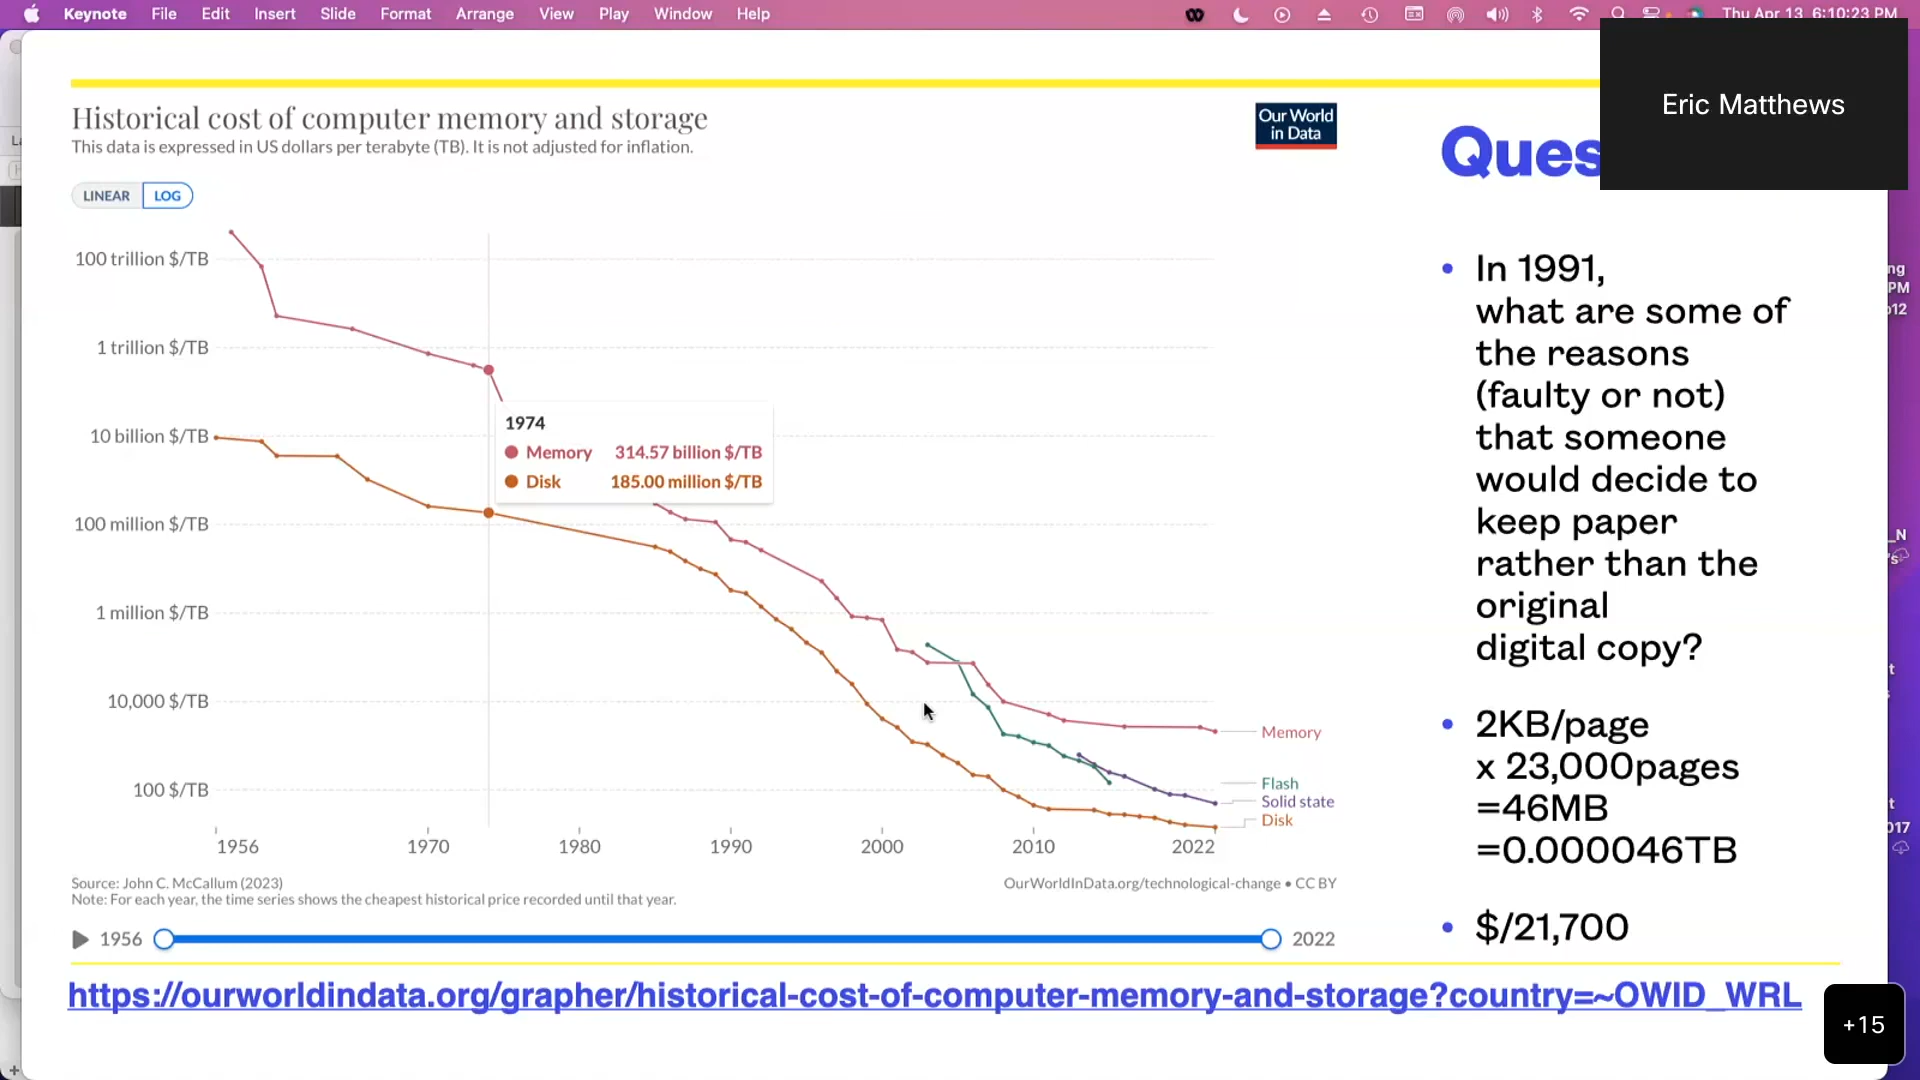 Keynote File Edit Insert Slide Format Arrange View Play Window Help
Thu Apr 13 6:10:23 PM
Eric Matthews
Historical cost of computer memory and storage
This data is expressed in US dollars per terabyte (TB). It is not adjusted for inflation.
Our World
in Data
LINEAR LOG
100 trillion $/TB
1 trillion $/TB
10 billion $/TB
100 million $/TB
1 million $/TB
10,000 $/TB
100 $/TB
1974
Memory 314.57 billion $/TB
Disk 185.00 million $/TB
Memory
Flash
Solid state
Disk
1956 1970 1980 1990 2000 2010 2022
Source: John C. McCallum (2023)
OurWorldInData.org/technological-change • CC BY
Note: For each year, the time series shows the cheapest historical price recorded until that year.
1956 2022
Ques
• In 1991,
what are some of
the reasons
(faulty or not)
that someone
would decide to
keep paper
rather than the
original
digital copy?
• 2KB/page
x 23,000pages
=46MB
=0.000046TB
• $/21,700
https://ourworldindata.org/grapher/historical-cost-of-computer-memory-and-storage?country=~OWID_WRL
+15